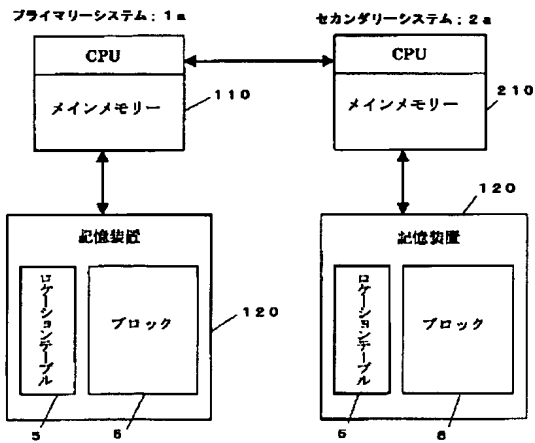 プライマリーシステム：1a
セカンダリーシステム：2a
CPU
メインメモリー
110
CPU
メインメモリー
210
記憶装置
ロケーションテーブル
ブロック
120
5
6
120
記憶装置
ロケーションテーブル
ブロック
6
6